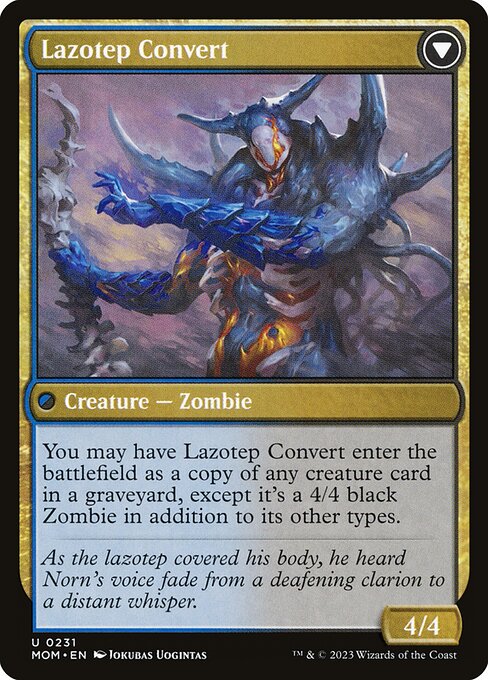 Lazotep Convert
Creature — Zombie
You may have Lazotep Convert enter the
battlefield as a copy of any creature card
in a graveyard, except it's a 4/4 black
Zombie in addition to its other types.
As the lazotep covered his body, he heard
Norn's voice fade from a deafening clarion to
a distant whisper.
4/4
U 0231
MOM • EN Jokubas Uogintas
™ & © 2023 Wizards of the Coast